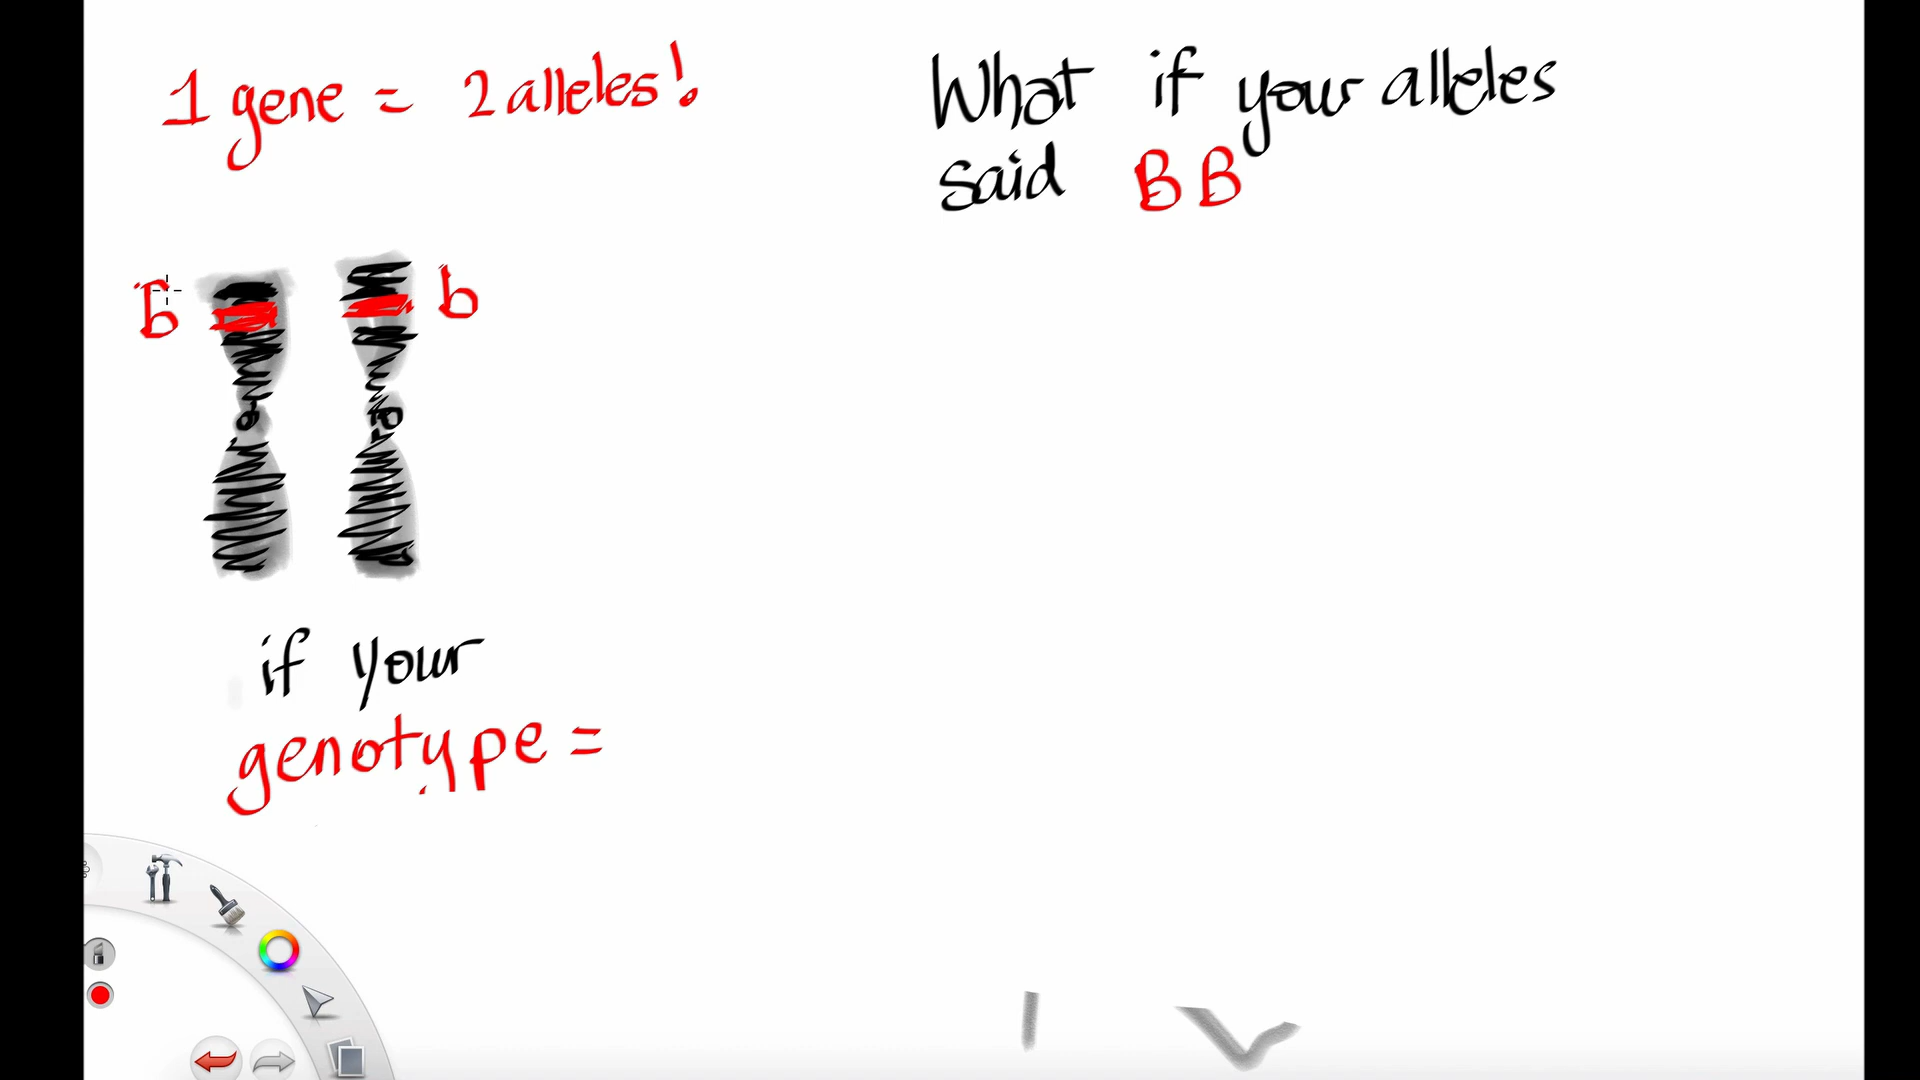 1 gene = 2 alleles!
What if your alleles
said BB
b
if your
genotype =